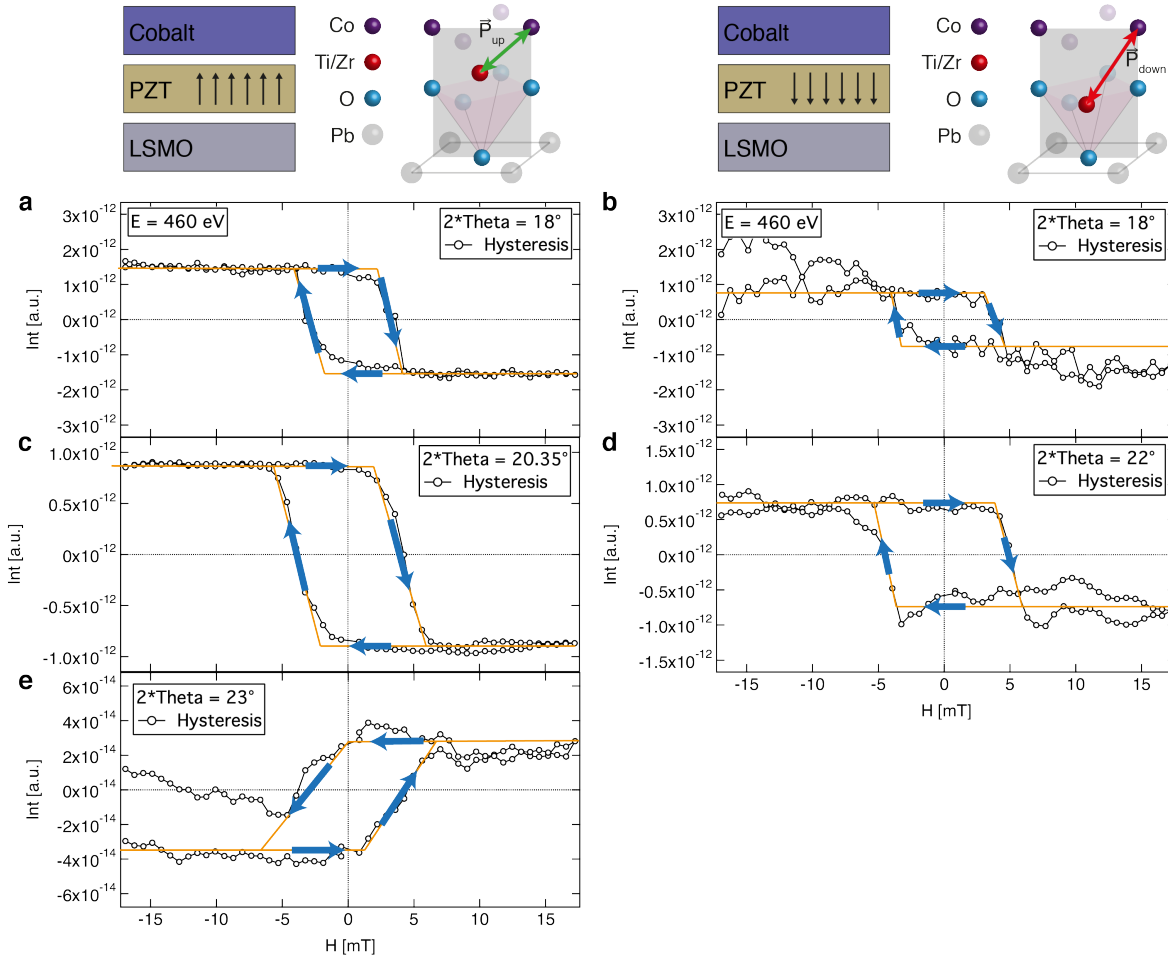 Cobalt
PZT
LSMO
Co
Ti/Zr
O
Pb
P up
Cobalt
PZT
LSMO
Co
Ti/Zr
O
Pb
P down
a
E = 460 eV
2*Theta = 18°
Hysteresis
Int [a.u.]
3x10-12
2x10-12
1x10-12
0x10-12
-1x10-12
-2x10-12
-3x10-12
b
E = 460 eV
2*Theta = 18°
Hysteresis
Int [a.u.]
3x10-12
2x10-12
1x10-12
0x10-12
-1x10-12
-2x10-12
-3x10-12
c
2*Theta = 20.35°
Hysteresis
Int [a.u.]
1.0x10-12
0.5x10-12
0x10-12
-0.5x10-12
-1.0x10-12
d
2*Theta = 22°
Hysteresis
Int [a.u.]
1.5x10-12
1.0x10-12
0.5x10-12
0x10-12
-0.5x10-12
-1.0x10-12
-1.5x10-12
-15 -10 -5 0 5 10 15
H [mT]
e
2*Theta = 23°
Hysteresis
Int [a.u.]
6x10-14
4x10-14
2x10-14
0x10-14
-2x10-14
-4x10-14
-6x10-14
-15 -10 -5 0 5 10 15
H [mT]